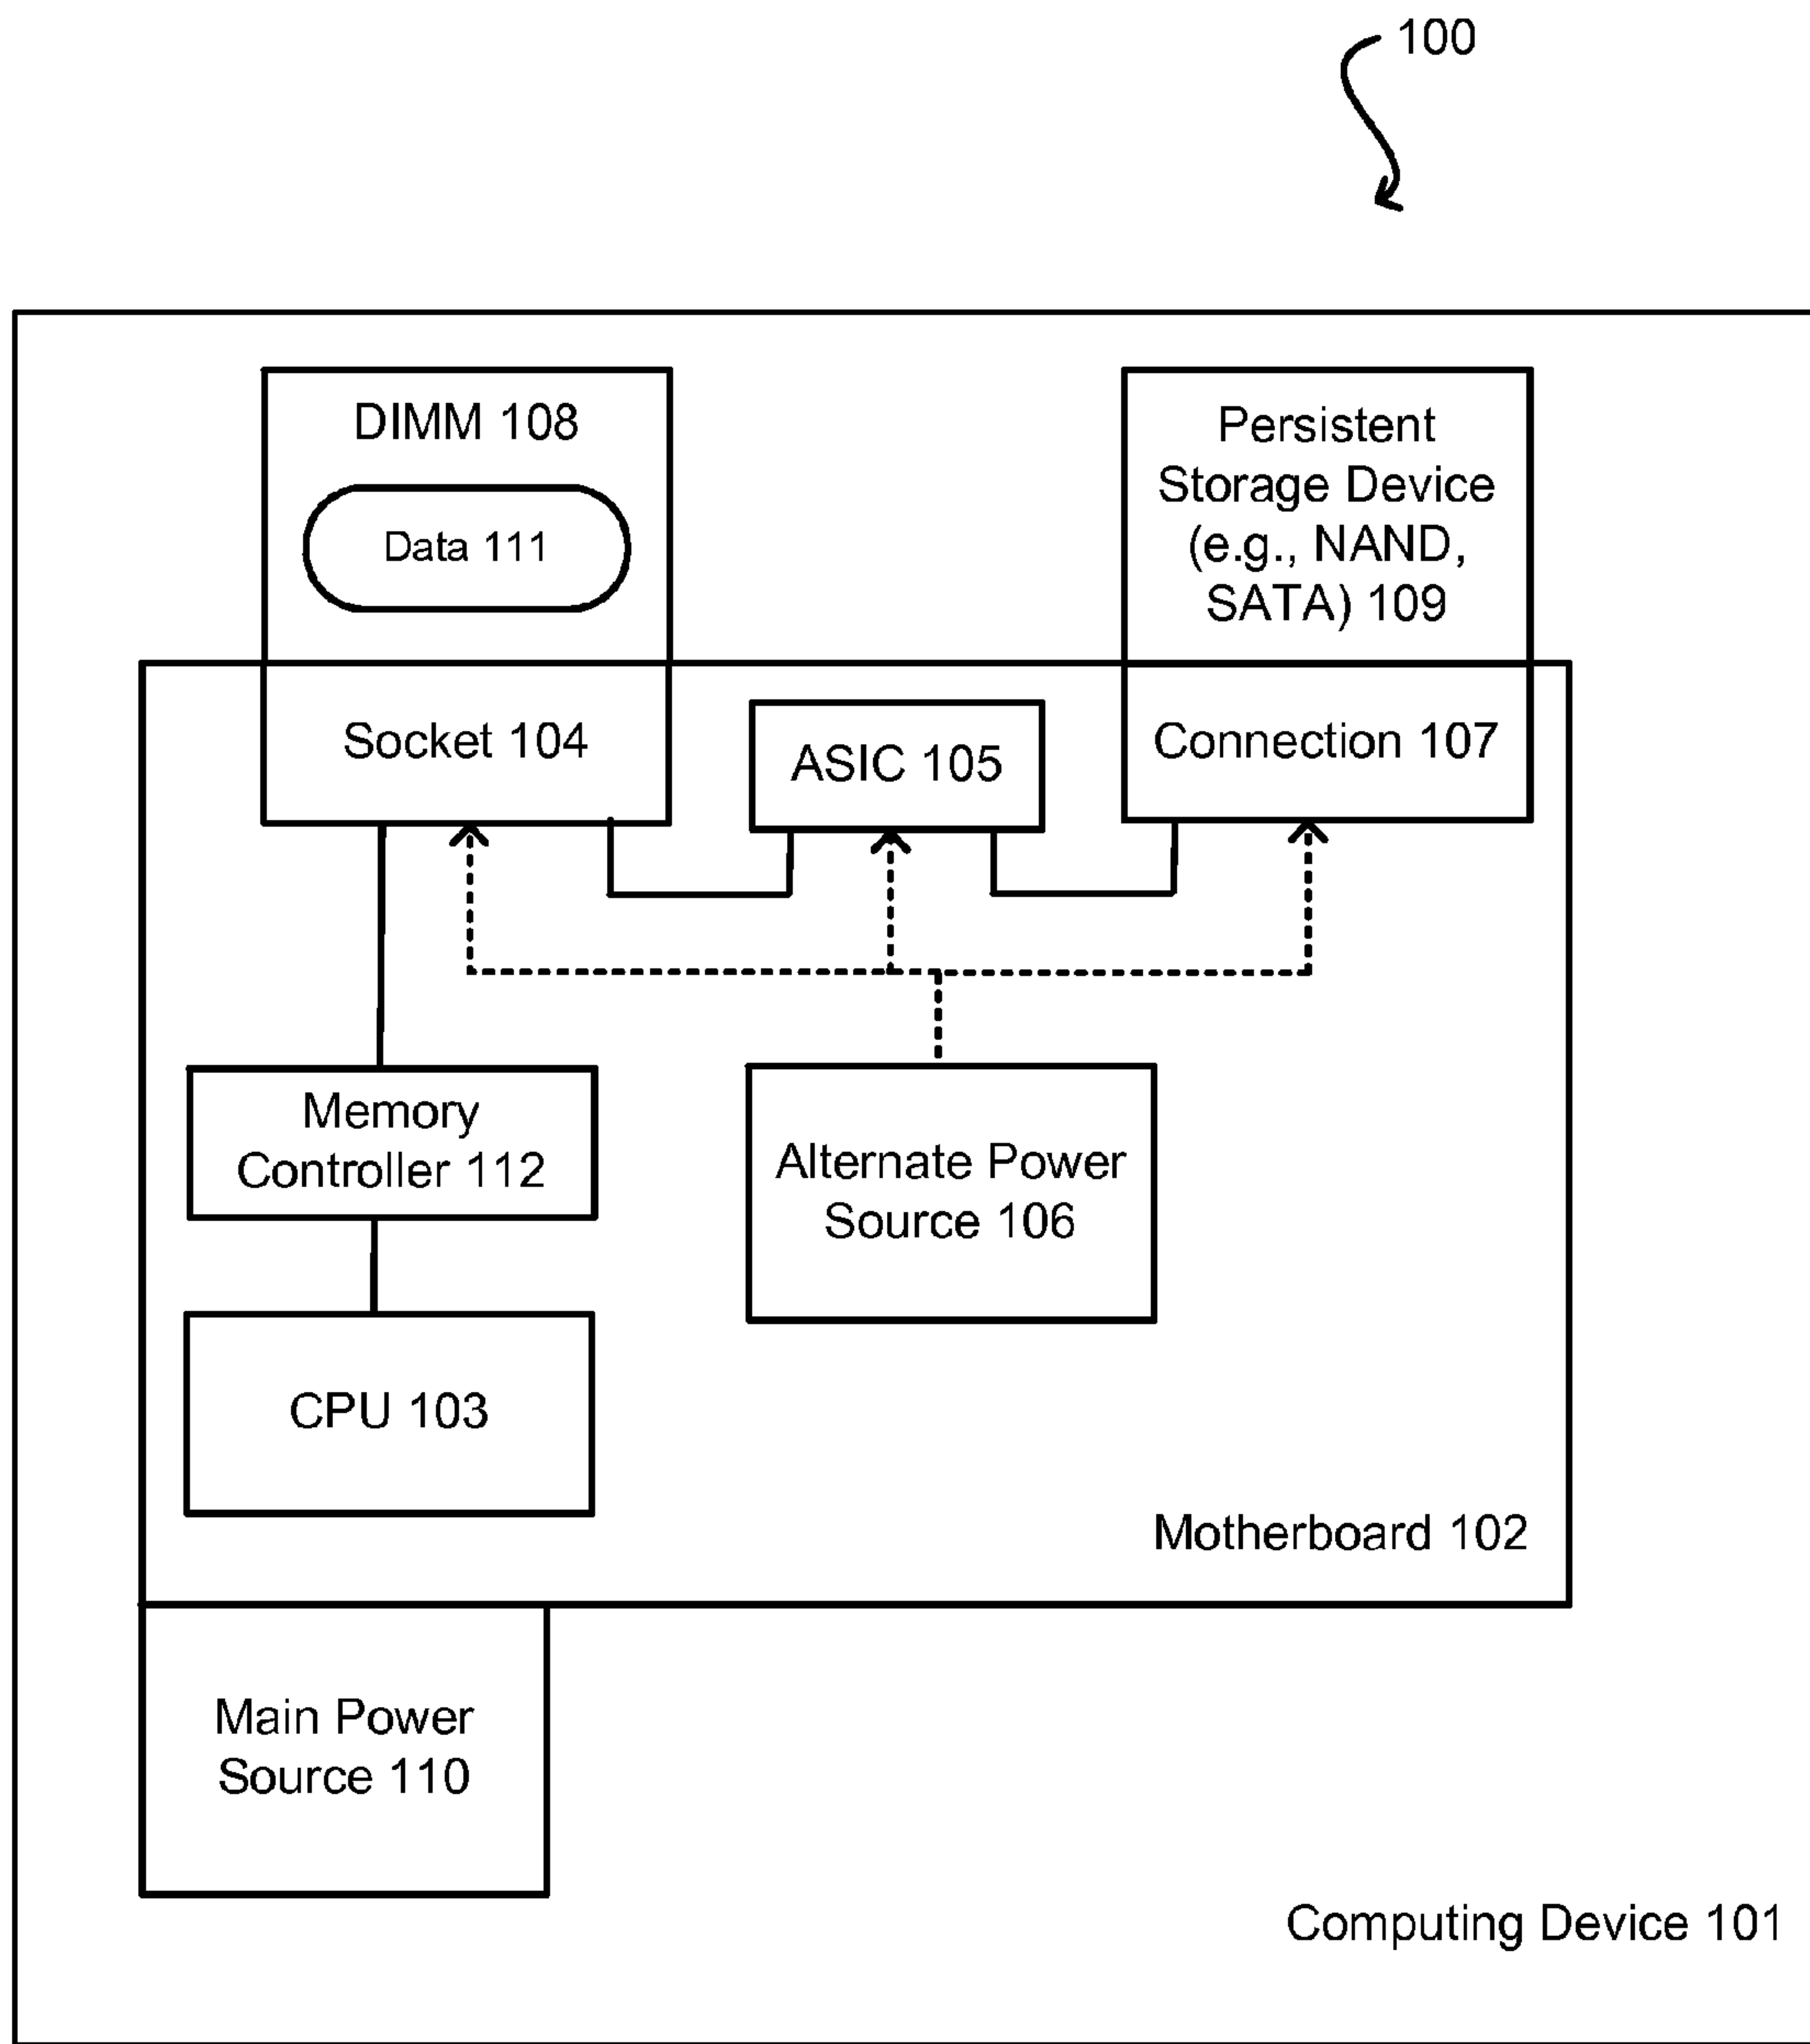 100
DIMM 108
Data 111
Persistent
Storage Device
(e.g., NAND,
SATA) 109
Socket 104
ASIC 105
Connection 107
Memory
Controller 112
Alternate Power
Source 106
CPU 103
Motherboard 102
Main Power
Source 110
Computing Device 101